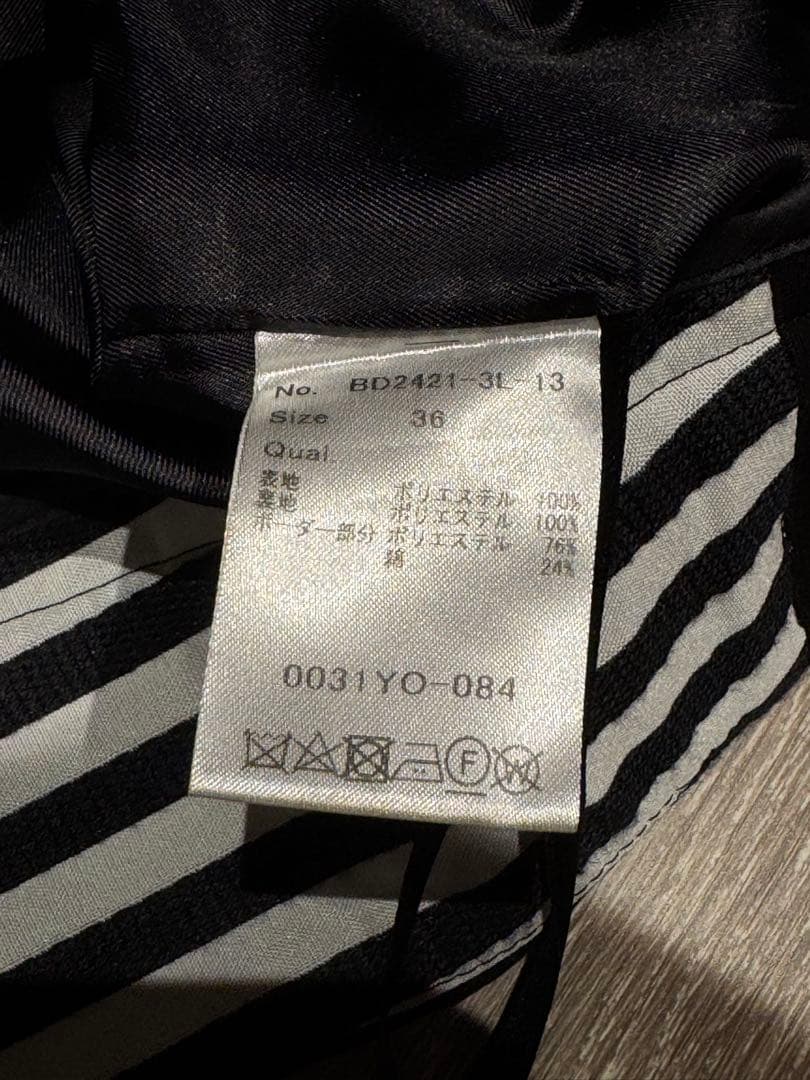 No. BD2421-3L-13
Size 36
Qual
表地 ポリエステル 100%
裏地 ポリエステル 100%
ボーダー部分 ポリエステル 76%
綿 24%
0031YO-084
F W